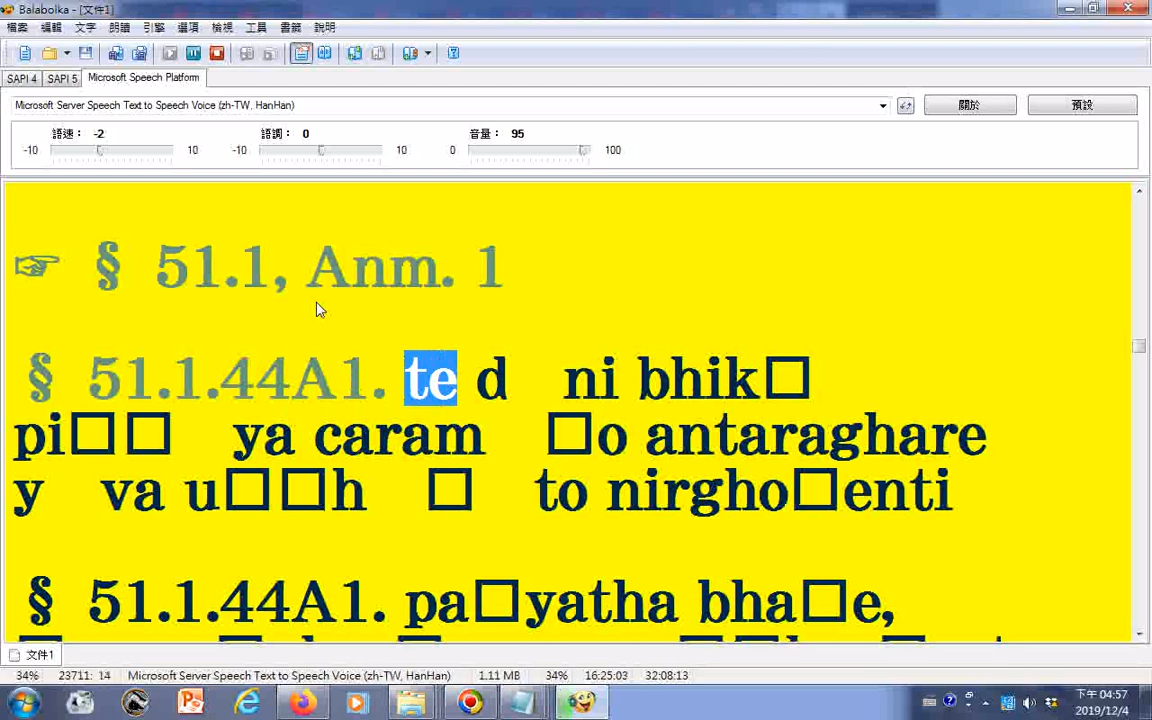 Balabolka - [文件1]
檔案 編輯 文字 朗讀 引擎 選項 檢視 工具 書籤 說明
SAPI 4 SAPI 5 Microsoft Speech Platform
Microsoft Server Speech Text to Speech Voice (zh-TW, HanHan) 關於 預設
語速： -2 語調： 0 音量： 95
-10 10 -10 10 0 100
☞ § 51.1, Anm. 1
§ 51.1.44A1. te d ni bhik□
pi□□ ya caram □o antaraghare
y va u□□h □ to nirgho□enti
§ 51.1.44A1. pa□yatha bha□e,
文件1
34% 23711: 14 Microsoft Server Speech Text to Speech Voice (zh-TW, HanHan) 1.11 MB 34% 16:25:03 32:08:13
下午 04:57
2019/12/4